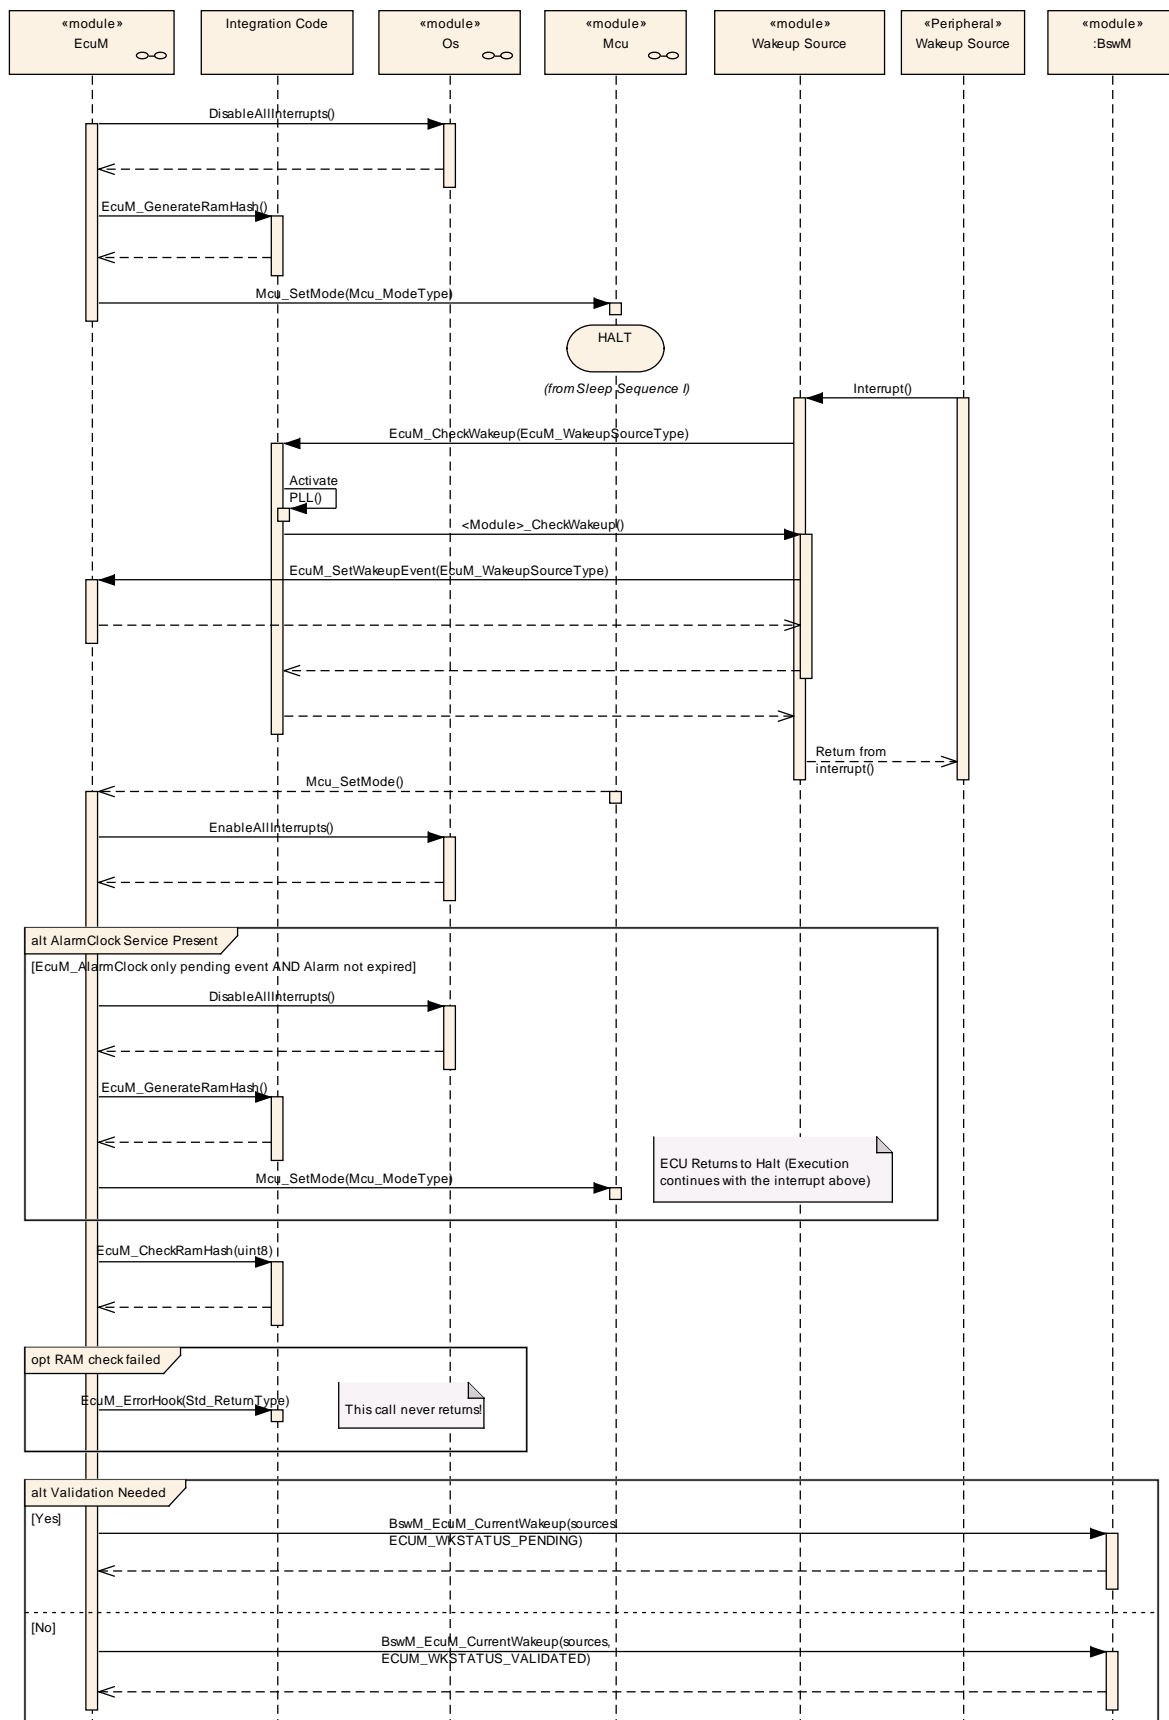 «module»
EcuM
Integration Code
«module»
Os
«module»
Mcu
«module»
Wakeup Source
«Peripheral»
Wakeup Source
«module»
:BswM
DisableAllInterrupts()
EcuM_GenerateRamHash()
Mcu_SetMode(Mcu_ModeType)
HALT
(from Sleep Sequence I)
Interrupt()
EcuM_CheckWakeup(EcuM_WakeupSourceType)
Activate
PLL()
<Module>_CheckWakeup()
EcuM_SetWakeupEvent(EcuM_WakeupSourceType)
Return from
interrupt()
Mcu_SetMode()
EnableAllInterrupts()
alt AlarmClock Service Present
[EcuM_AlarmClock only pending event AND Alarm not expired]
DisableAllInterrupts()
EcuM_GenerateRamHash()
ECU Returns to Halt (Execution
continues with the interrupt above)
Mcu_SetMode(Mcu_ModeType)
EcuM_CheckRamHash(uint8)
opt RAM check failed
EcuM_ErrorHook(Std_ReturnType)
This call never returns!
alt Validation Needed
[Yes]
BswM_EcuM_CurrentWakeup(sources,
ECUM_WKSTATUS_PENDING)
[No]
BswM_EcuM_CurrentWakeup(sources,
ECUM_WKSTATUS_VALIDATED)